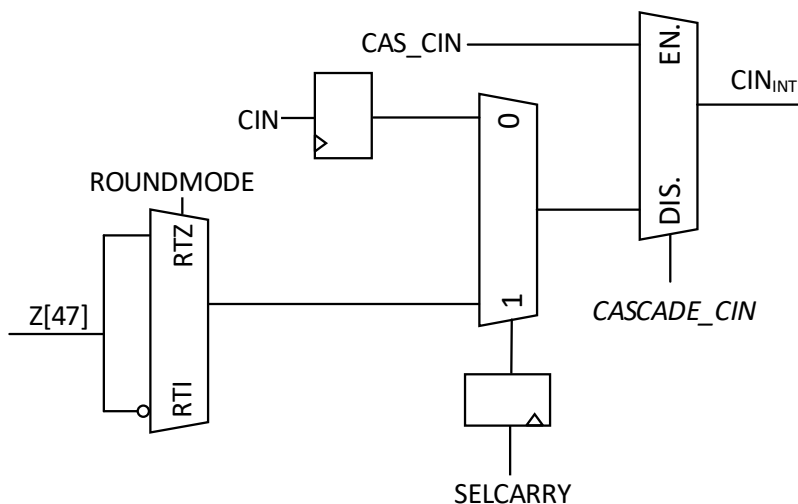 CAS_CIN
EN.
CIN_INT
CIN
0
ROUNDMODE
RTZ
DIS.
Z[47]
1
CASCADE_CIN
RTI
SELCARRY